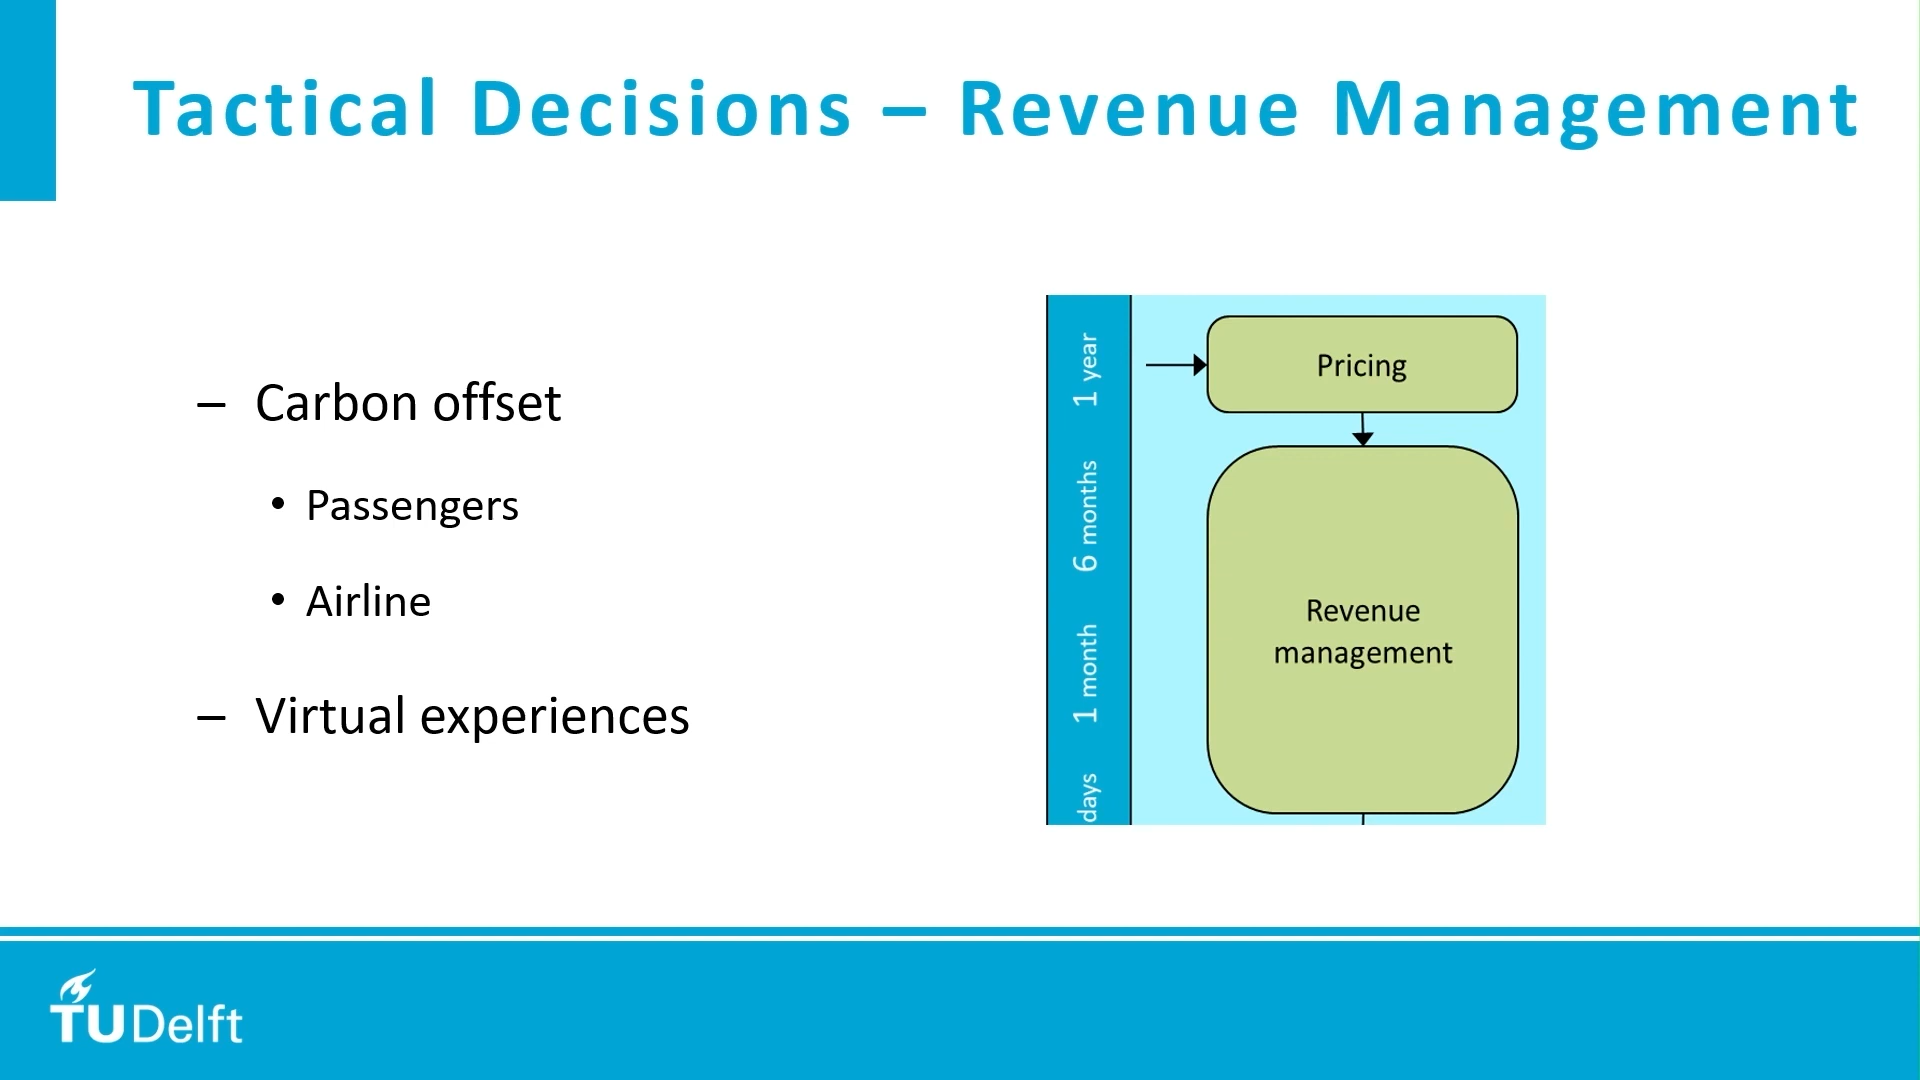 Tactical Decisions – Revenue Management
– Carbon offset
• Passengers
• Airline
– Virtual experiences
1 year
6 months
1 month
days
Pricing
Revenue
management
TUDelft